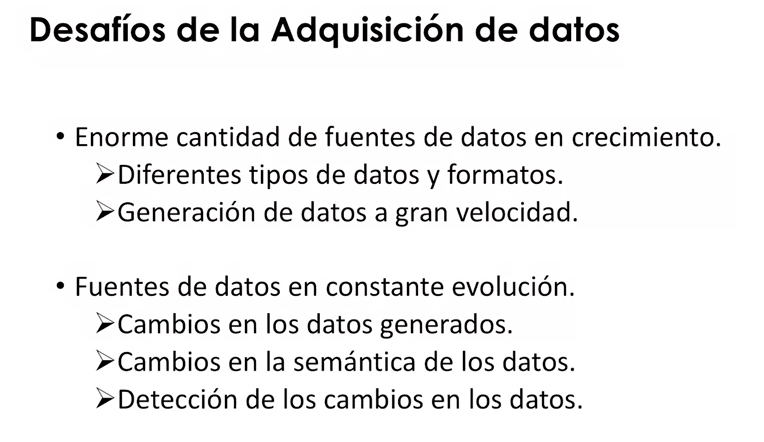 Desafíos de la Adquisición de datos
• Enorme cantidad de fuentes de datos en crecimiento.
➢Diferentes tipos de datos y formatos.
➢Generación de datos a gran velocidad.
• Fuentes de datos en constante evolución.
➢Cambios en los datos generados.
➢Cambios en la semántica de los datos.
➢Detección de los cambios en los datos.